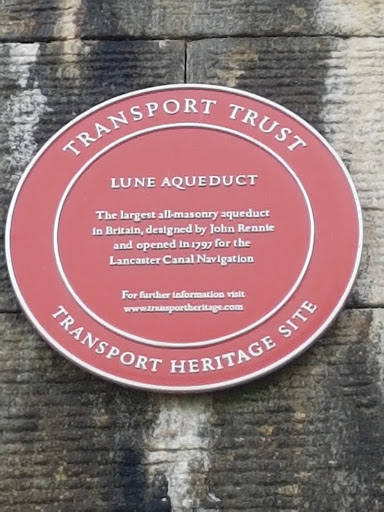 TRANSPORT TRUST
LUNE AQUEDUCT
The largest all-masonry aqueduct
in Britain, designed by John Rennie
and opened in 1797 for the
Lancaster Canal Navigation
For further information visit
www.transportheritage.com
TRANSPORT HERITAGE SITE